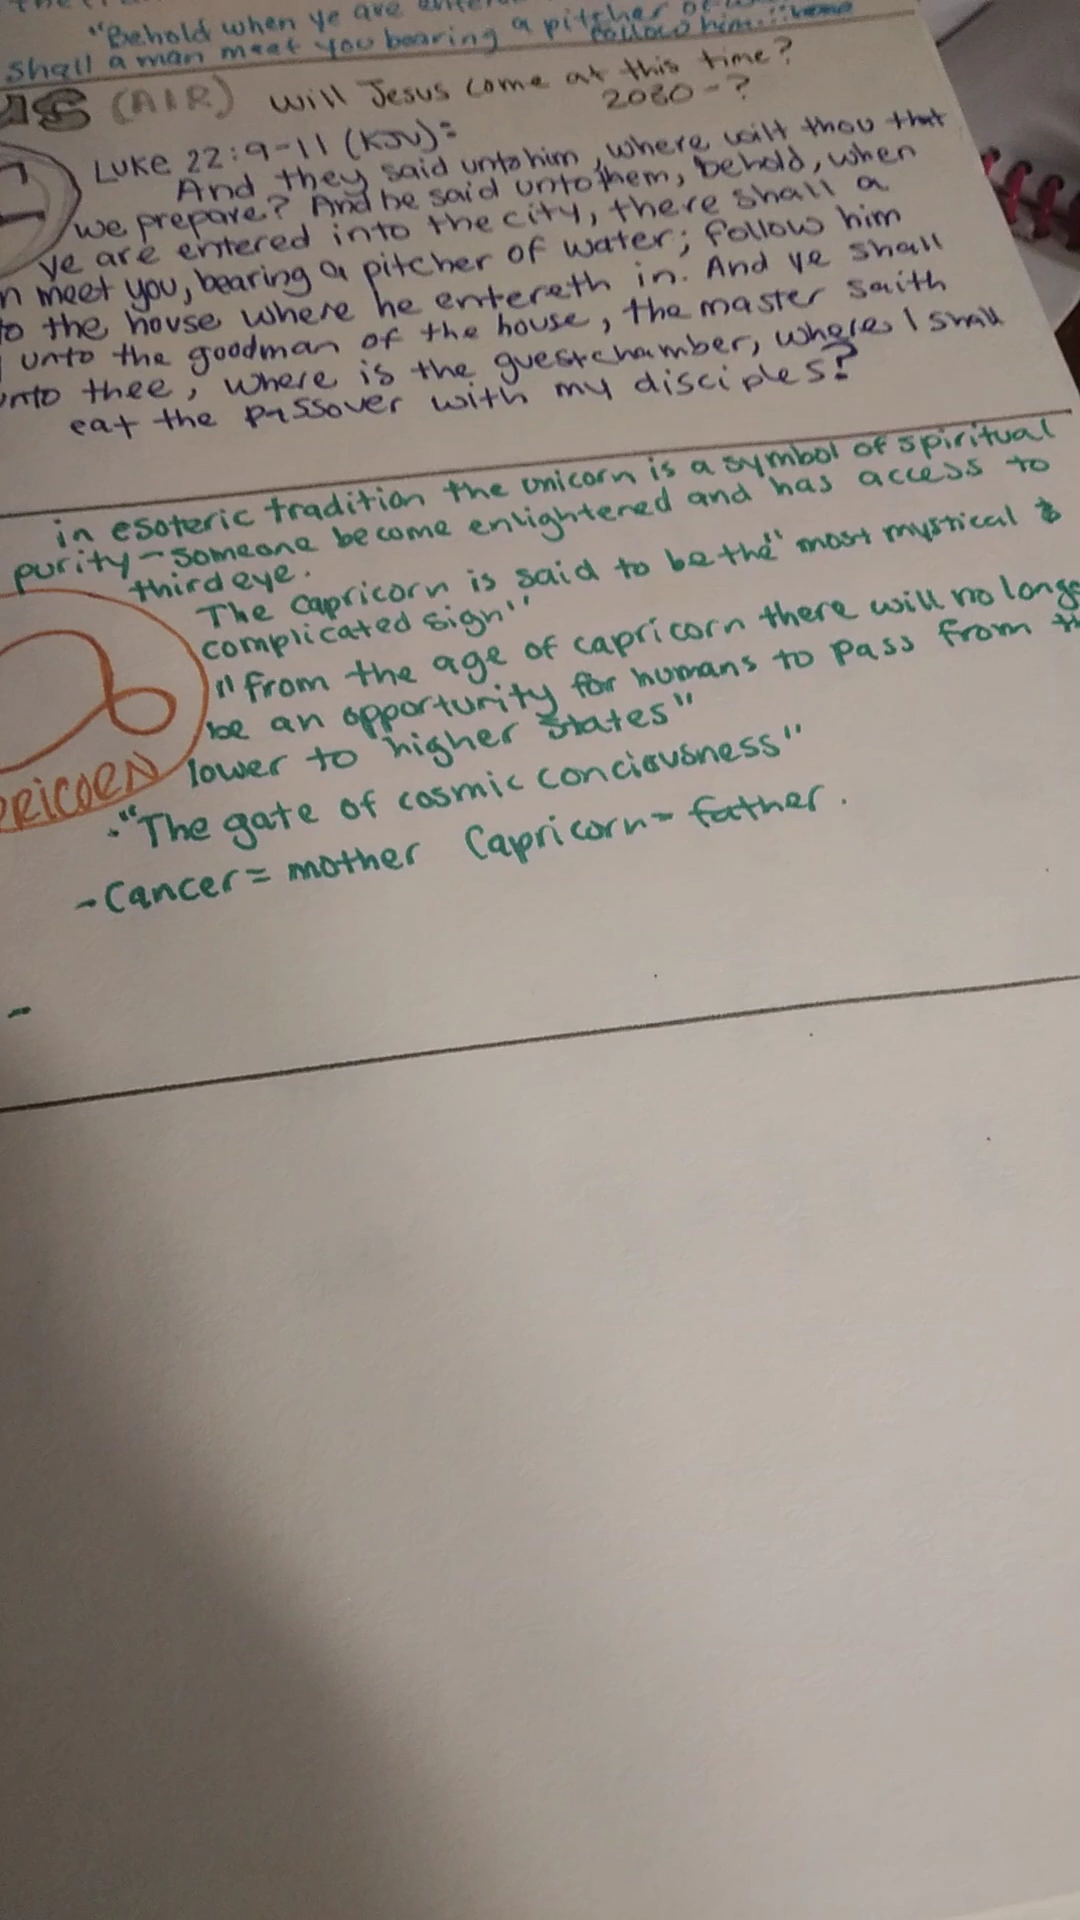 "Behold when ye are
shall a man meet you bearing a pitcher of
follow him...
(AIR) will Jesus come at this time?
2030-?
LUKE 22:9-11 (KJV):
And they said unto him, where wilt thou that
we prepare? And he said unto them, behold, when
ye are entered into the city, there shall a
n meet you, bearing a pitcher of water; follow him
to the house where he entereth in. And ye shall
unto the goodman of the house, the master saith
unto thee, where is the guestchamber, where I shall
eat the passover with my disciples?
in esoteric tradition the unicorn is a symbol of spiritual
purity - someone become enlightened and has access to
third eye.
The capricorn is said to be the "most mystical &
complicated sign"
"from the age of capricorn there will no longe
be an opportunity for humans to pass from th
lower to higher states"
PRICORN
."The gate of cosmic conciousness"
- Cancer = mother Capricorn = father.
-